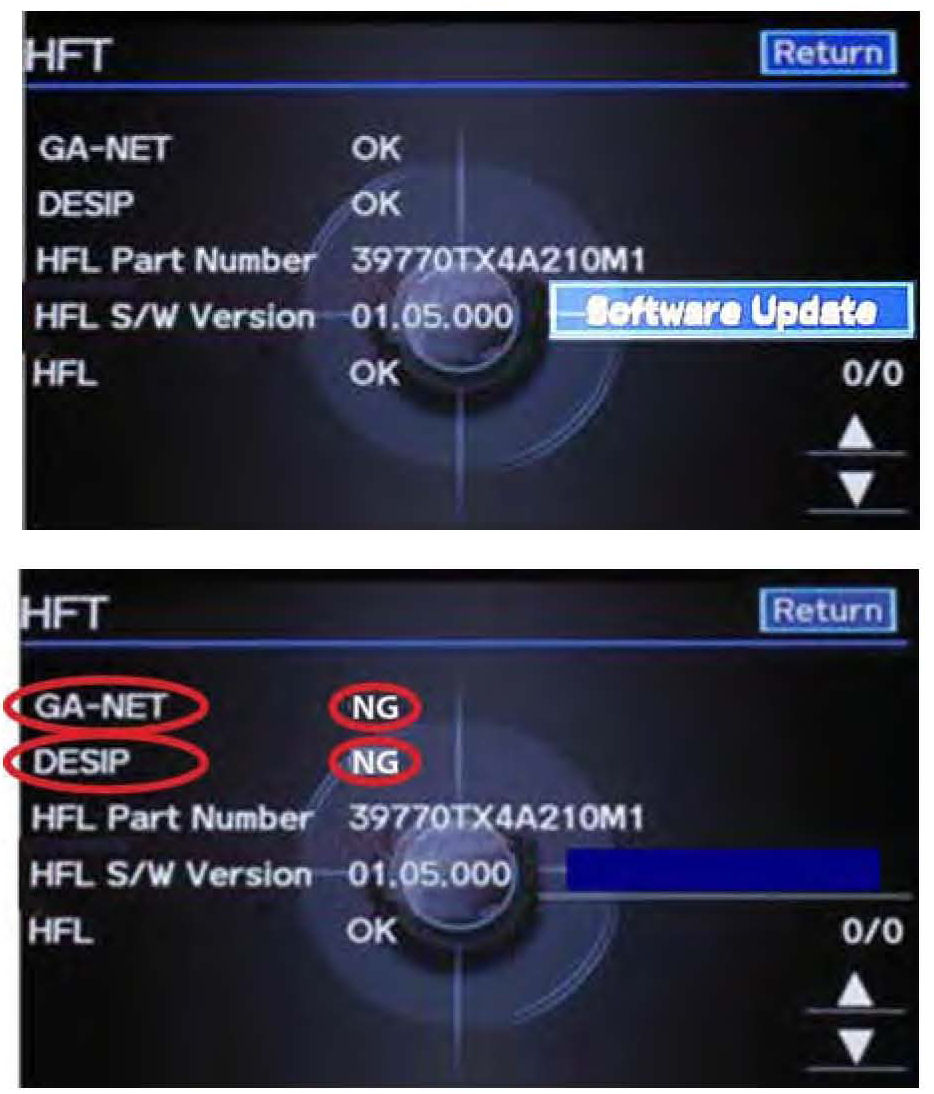 HFT Return
GA-NET OK
DESIP OK
HFL Part Number 39770TX4A210M1
HFL S/W Version 01.05.000 Software Update
HFL OK 0/0
HFT Return
GA-NET NG
DESIP NG
HFL Part Number 39770TX4A210M1
HFL S/W Version 01.05.000
HFL OK 0/0